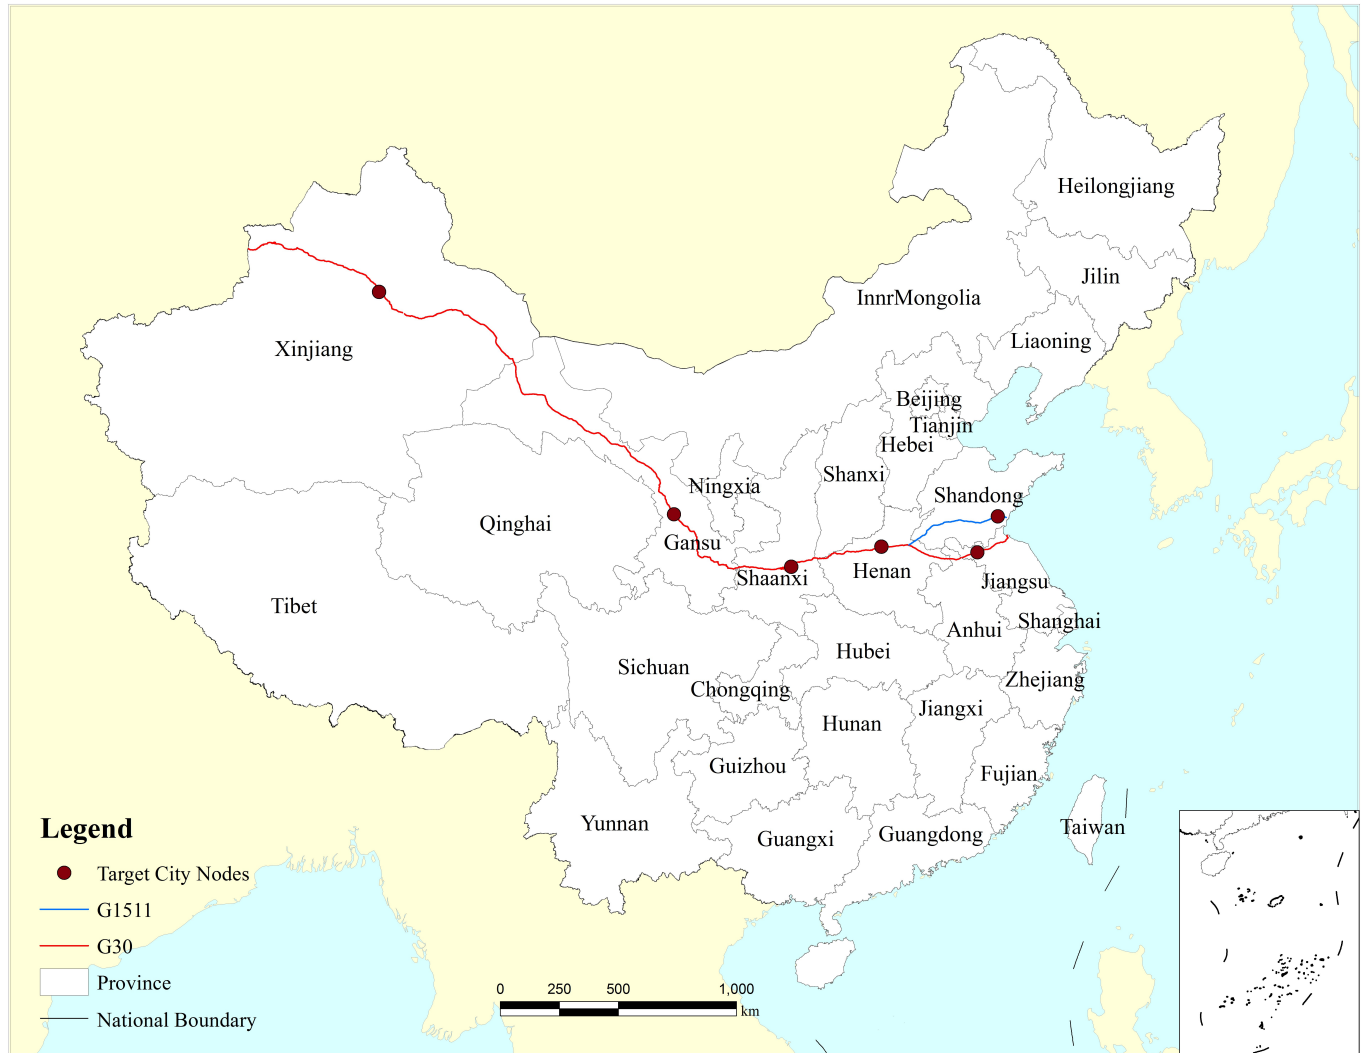 Heilongjiang
Jilin
InnrMongolia
Liaoning
Xinjiang
Beijing
Tianjin
Hebei
Shanxi
Ningxia
Shandong
Qinghai
Gansu
Henan
Shaanxi
Jiangsu
Tibet
Shanghai
Anhui
Hubei
Sichuan
Zhejiang
Chongqing
Jiangxi
Hunan
Guizhou
Fujian
Yunnan
Taiwan
Guangdong
Guangxi
Legend
Target City Nodes
G1511
G30
Province
National Boundary
0 250 500 1,000
km